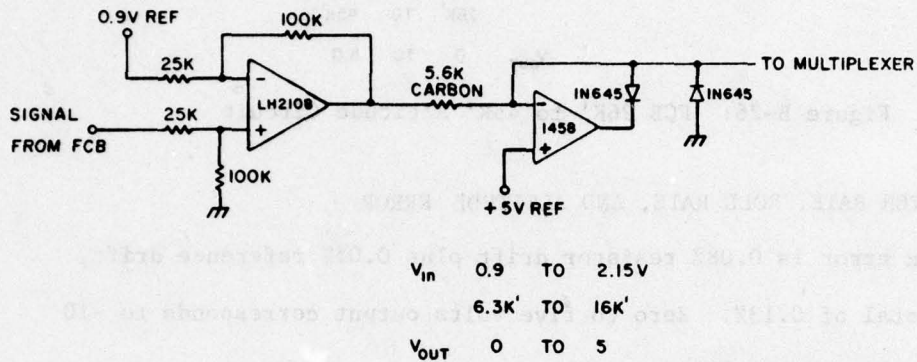 0.9V REF
100K
25K
LH2108
25K
SIGNAL
FROM FCB
100K
5.6K
CARBON
1458
+5V REF
IN645
IN645
TO MULTIPLEXER
V_in 0.9 TO 2.15V
6.3K' TO 16K'
V_OUT 0 TO 5